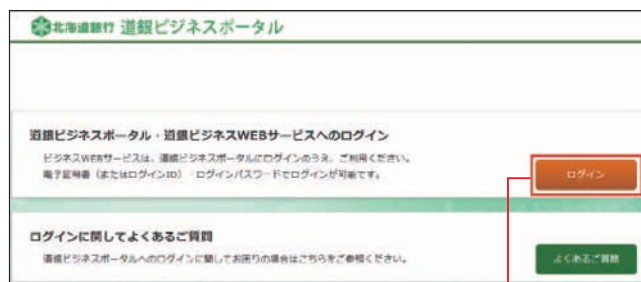 北海道銀行 道銀ビジネスポータル
道銀ビジネスポータル・道銀ビジネスWEBサービスへのログイン
ビジネスWEBサービスは、道銀ビジネスポータルにログインのうえ、ご利用ください。
電子証明書（またはログインID）・ログインパスワードでログインが可能です。
ログイン
ログインに関してよくあるご質問
道銀ビジネスポータルへのログインに関してお困りの場合はこちらをご参照ください。
よくあるご質問